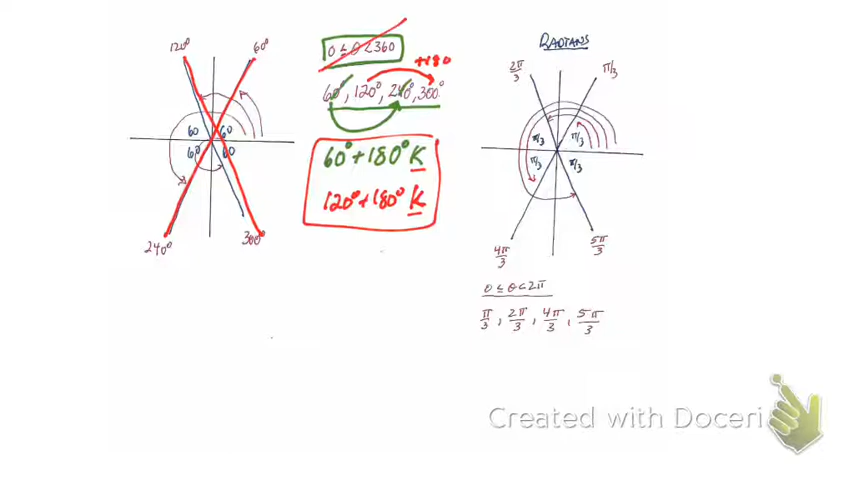 120° 60°
60 60
60 60
240° 300°
0 ≤ θ < 360
+180
60°, 120°, 240°, 300°
60° + 180° K
120° + 180° K
RADIANS
2π/3 π/3
π/3 π/3
π/3 π/3
4π/3 5π/3
0 ≤ θ < 2π
π/3, 2π/3, 4π/3, 5π/3
Created with Doceri